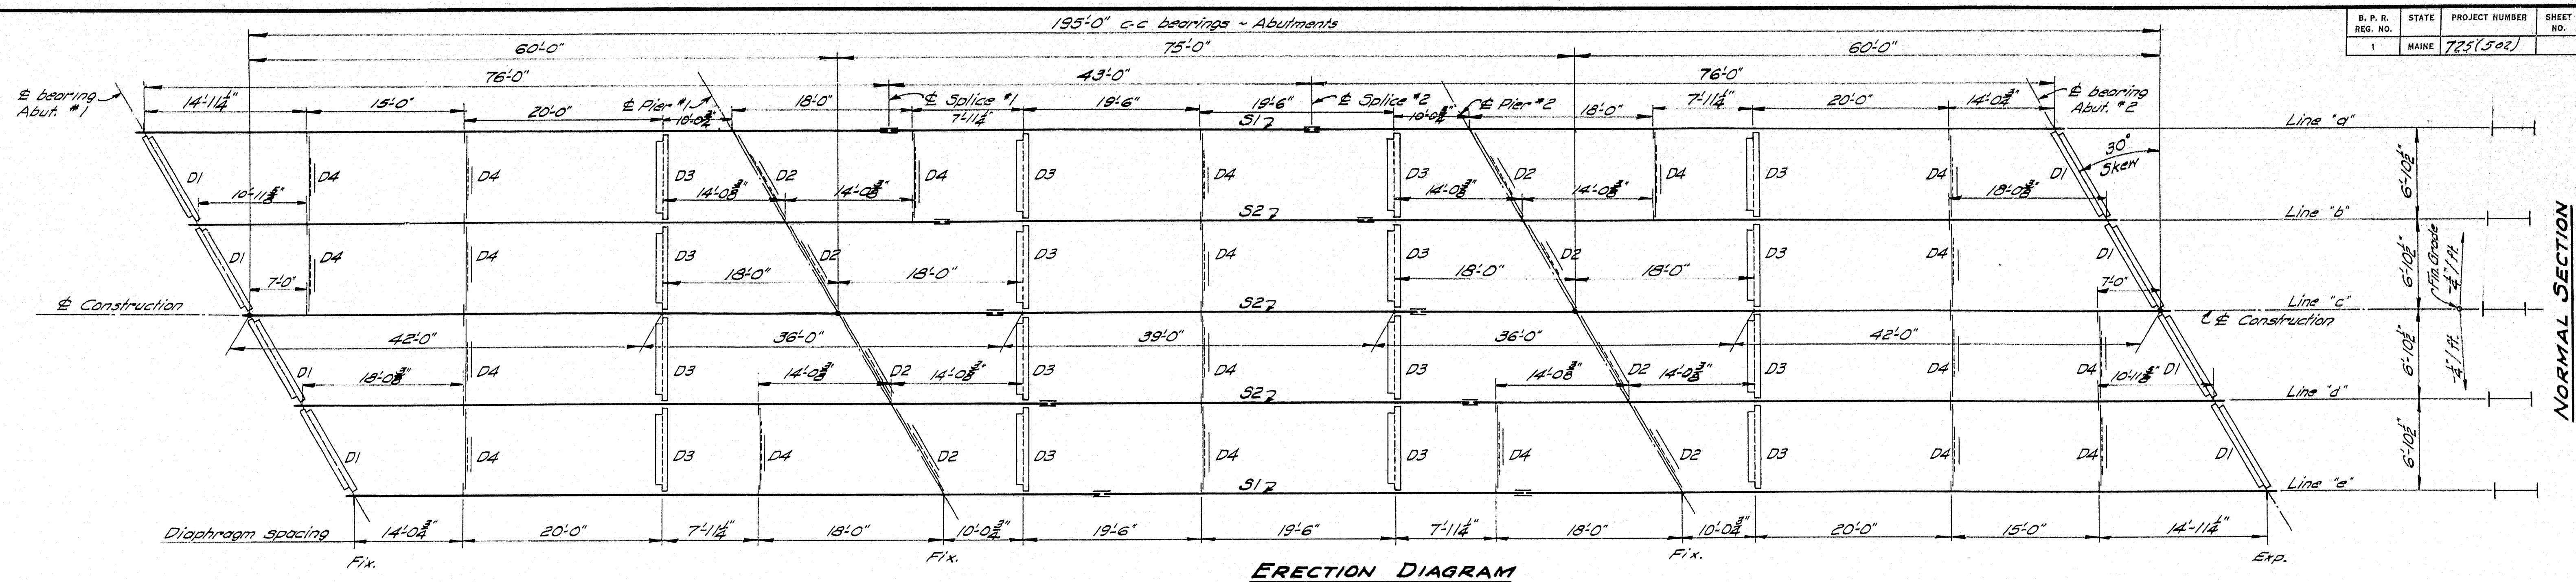 195'-0" c-c bearings ~ Abutments
B. P. R. REG. NO. STATE PROJECT NUMBER SHEET NO.
1 MAINE 725(502)
60'-0" 75'-0" 60'-0"
76'-0" 43'-0" 76'-0"
℄ bearing Abut. #1
14'-11¼" 15'-0" 20'-0" ℄ Pier #1 10'-0¾" 18'-0" ℄ Splice #1 7'-11¼" 19'-6" 19'-6" ℄ Splice #2 10'-0¾" ℄ Pier #2 18'-0" 7'-11¼" 20'-0" 14'-0¾" ℄ bearing Abut. #2
S1 Line "a"
30° Skew
D1 D4 D4 D3 D2 D4 D3 D4 D3 D2 D4 D3 D4 D1 6'-10½"
10'-11⅝" 14'-0⅜" 14'-0⅜" 14'-0⅜" 14'-0⅜" 18'-0⅜"
S2 Line "b"
D1 D4 D4 D3 D2 D3 D4 D3 D2 D3 D4 D1 6'-10½"
7'-0" 18'-0" 18'-0" 18'-0" 18'-0" 7'-0"
Fin. Grade -¼"/ft.
℄ Construction S2 Line "c"
℄ Construction
42'-0" 36'-0" 39'-0" 36'-0" 42'-0"
D1 D4 D3 D2 D3 D4 D3 D2 D3 D4 D4 D1 6'-10½"
18'-0⅜" 14'-0⅜" 14'-0⅜" 14'-0⅜" 14'-0⅜" 10'-11⅝"
-¼"/ft.
S2 Line "d"
D1 D4 D3 D4 D2 D3 D4 D3 D4 D2 D3 D4 D4 D1 6'-10½"
S1 Line "e"
Diaphragm spacing 14'-0¾" 20'-0" 7'-11¼" 18'-0" 10'-0¾" 19'-6" 19'-6" 7'-11¼" 18'-0" 10'-0¾" 20'-0" 15'-0" 14'-11¼"
Fix. Fix. Fix. Exp.
ERECTION DIAGRAM
NORMAL SECTION